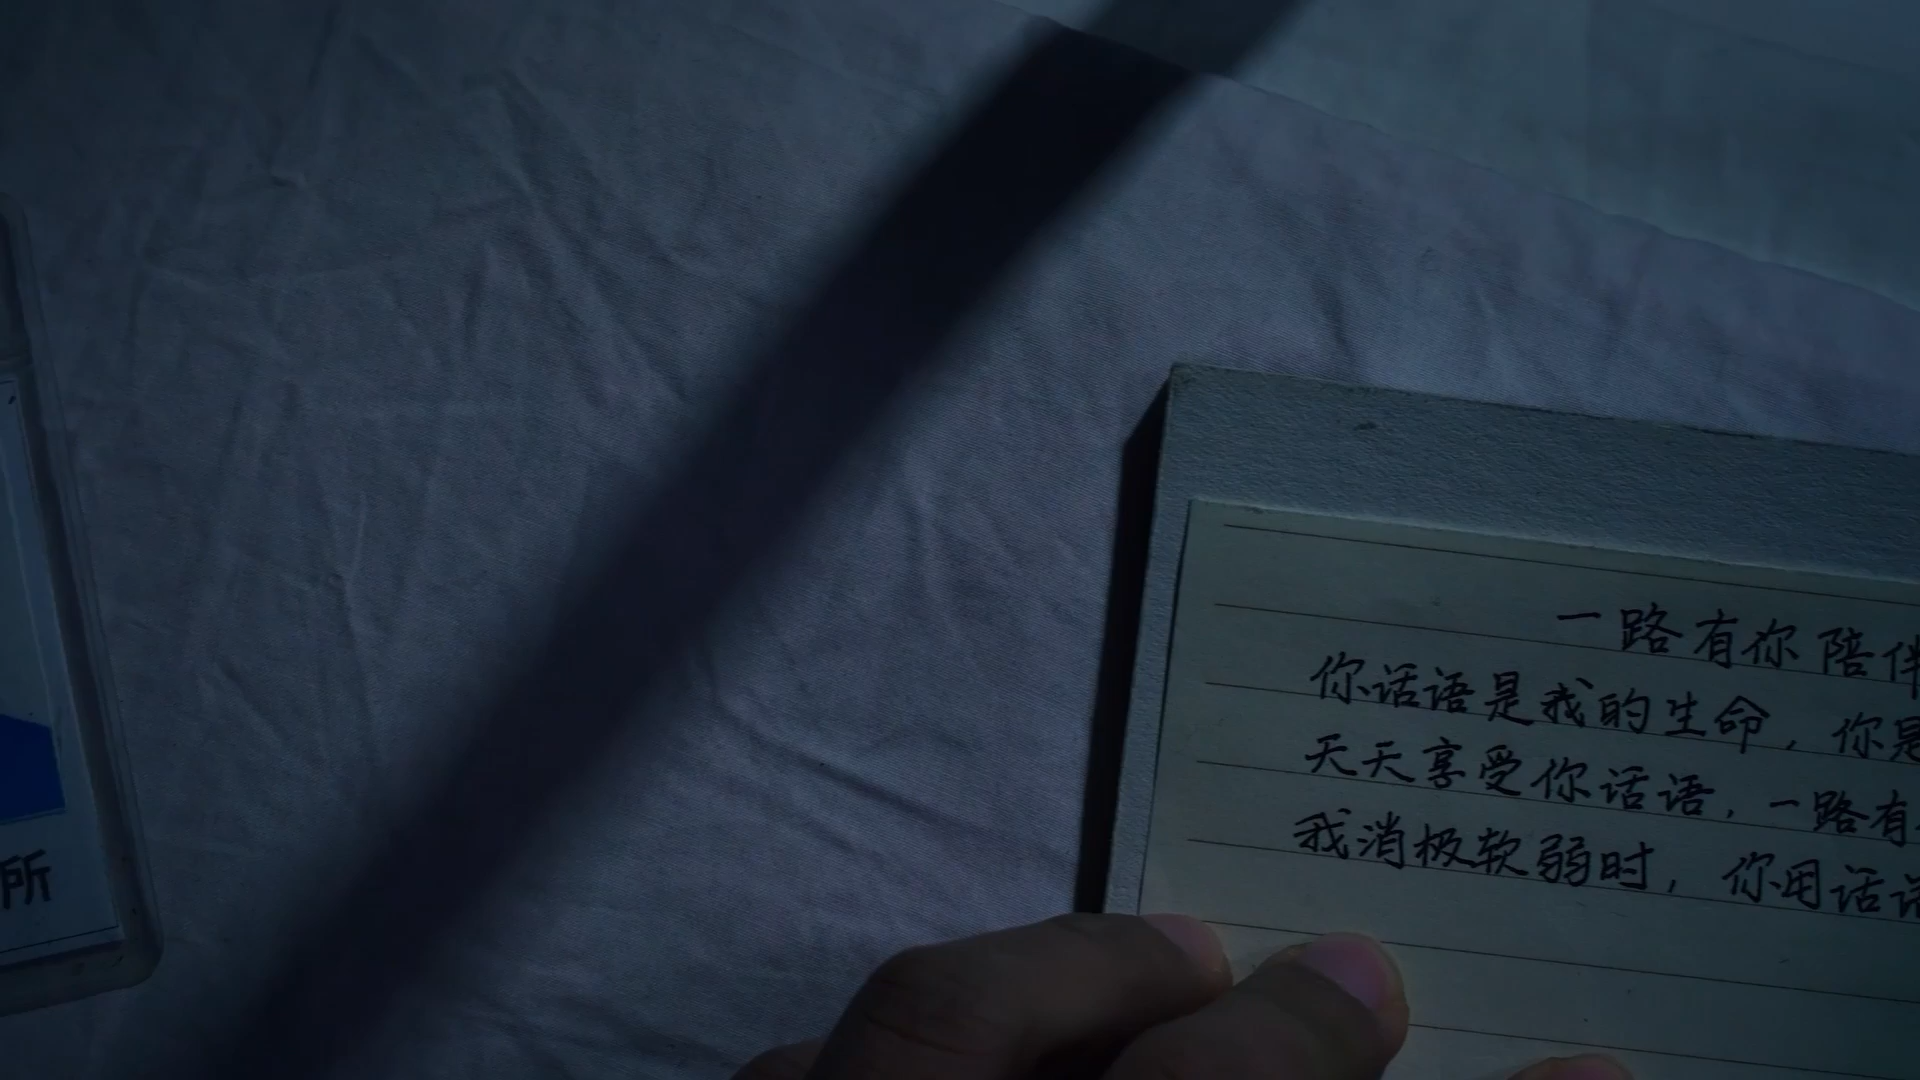 一路有你陪伴
你话语是我的生命，你是
天天享受你话语，一路有
我消极软弱时，你用话语
所